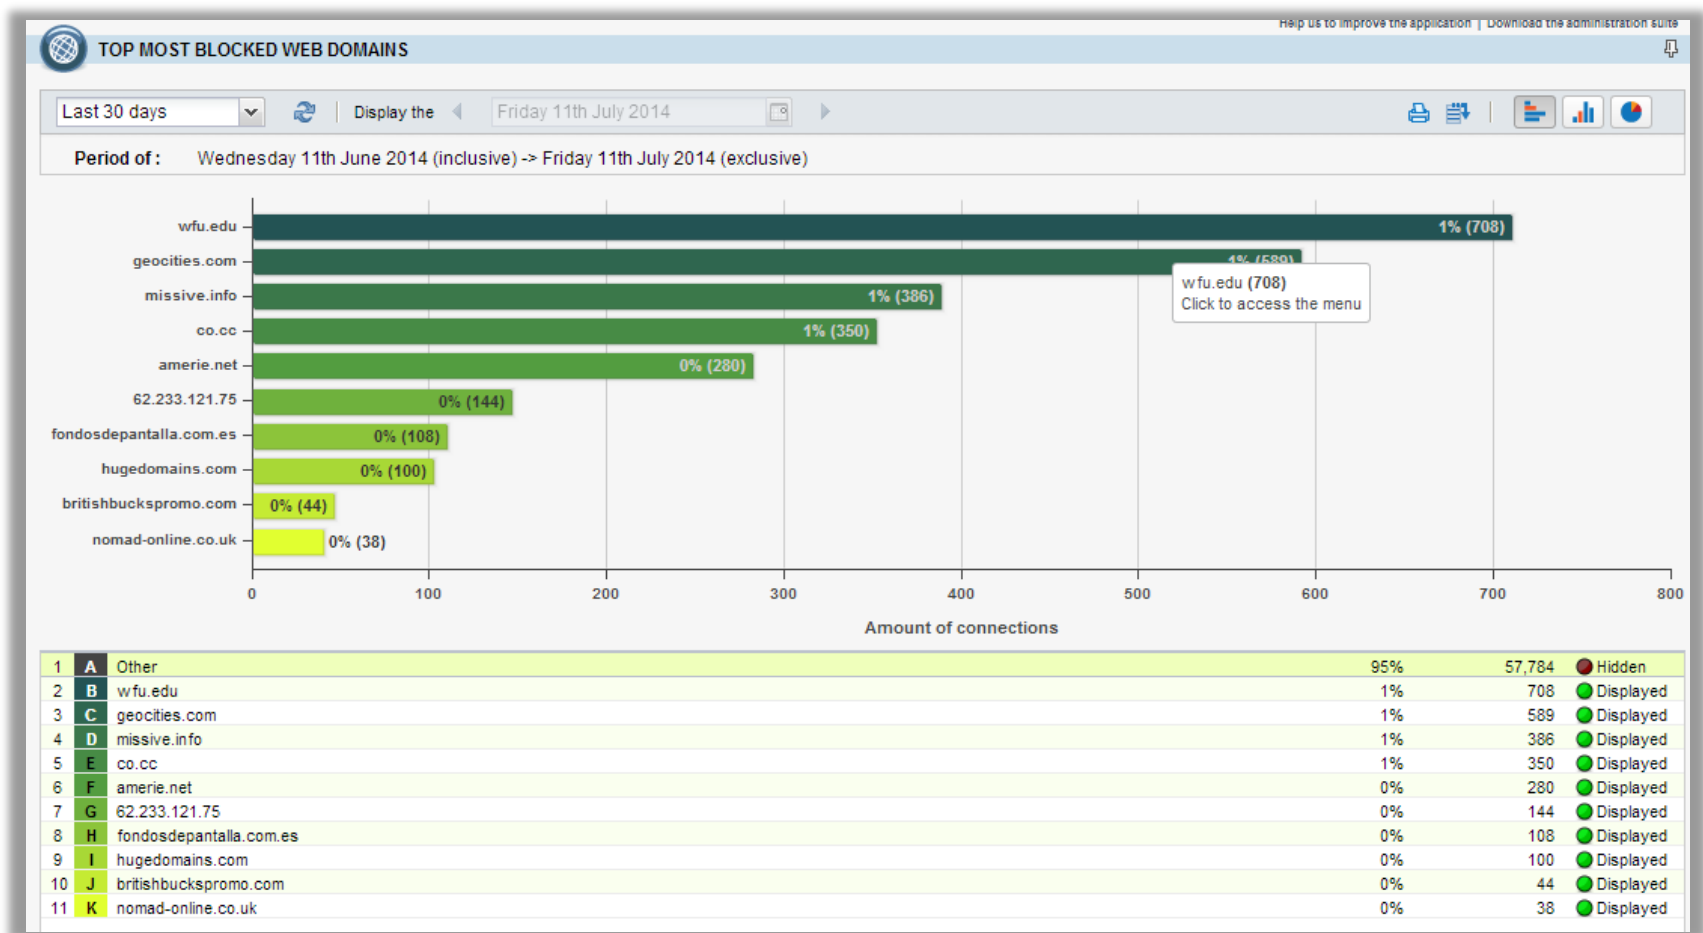 Help us to improve the application | Download the administration suite
TOP MOST BLOCKED WEB DOMAINS
Last 30 days Display the Friday 11th July 2014
Period of : Wednesday 11th June 2014 (inclusive) -> Friday 11th July 2014 (exclusive)
wfu.edu 1% (708)
geocities.com 1% (589)
wfu.edu (708)
Click to access the menu
missive.info 1% (386)
co.cc 1% (350)
amerie.net 0% (280)
62.233.121.75 0% (144)
fondosdepantalla.com.es 0% (108)
hugedomains.com 0% (100)
britishbuckspromo.com 0% (44)
nomad-online.co.uk 0% (38)
0 100 200 300 400 500 600 700 800
Amount of connections
1 A Other 95% 57,784 Hidden
2 B wfu.edu 1% 708 Displayed
3 C geocities.com 1% 589 Displayed
4 D missive.info 1% 386 Displayed
5 E co.cc 1% 350 Displayed
6 F amerie.net 0% 280 Displayed
7 G 62.233.121.75 0% 144 Displayed
8 H fondosdepantalla.com.es 0% 108 Displayed
9 I hugedomains.com 0% 100 Displayed
10 J britishbuckspromo.com 0% 44 Displayed
11 K nomad-online.co.uk 0% 38 Displayed